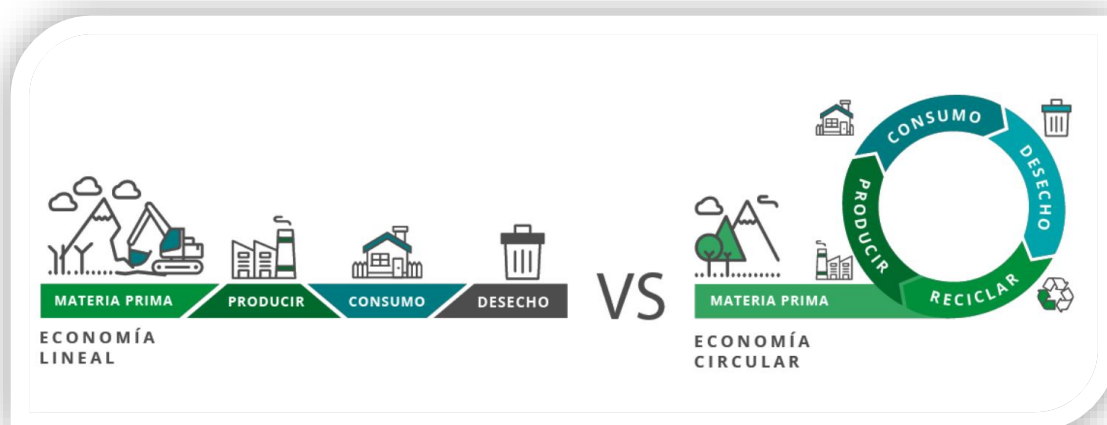 MATERIA PRIMA
PRODUCIR
CONSUMO
DESECHO
ECONOMÍA
LINEAL
VS
CONSUMO
DESECHO
PRODUCIR
RECICLAR
MATERIA PRIMA
ECONOMÍA
CIRCULAR